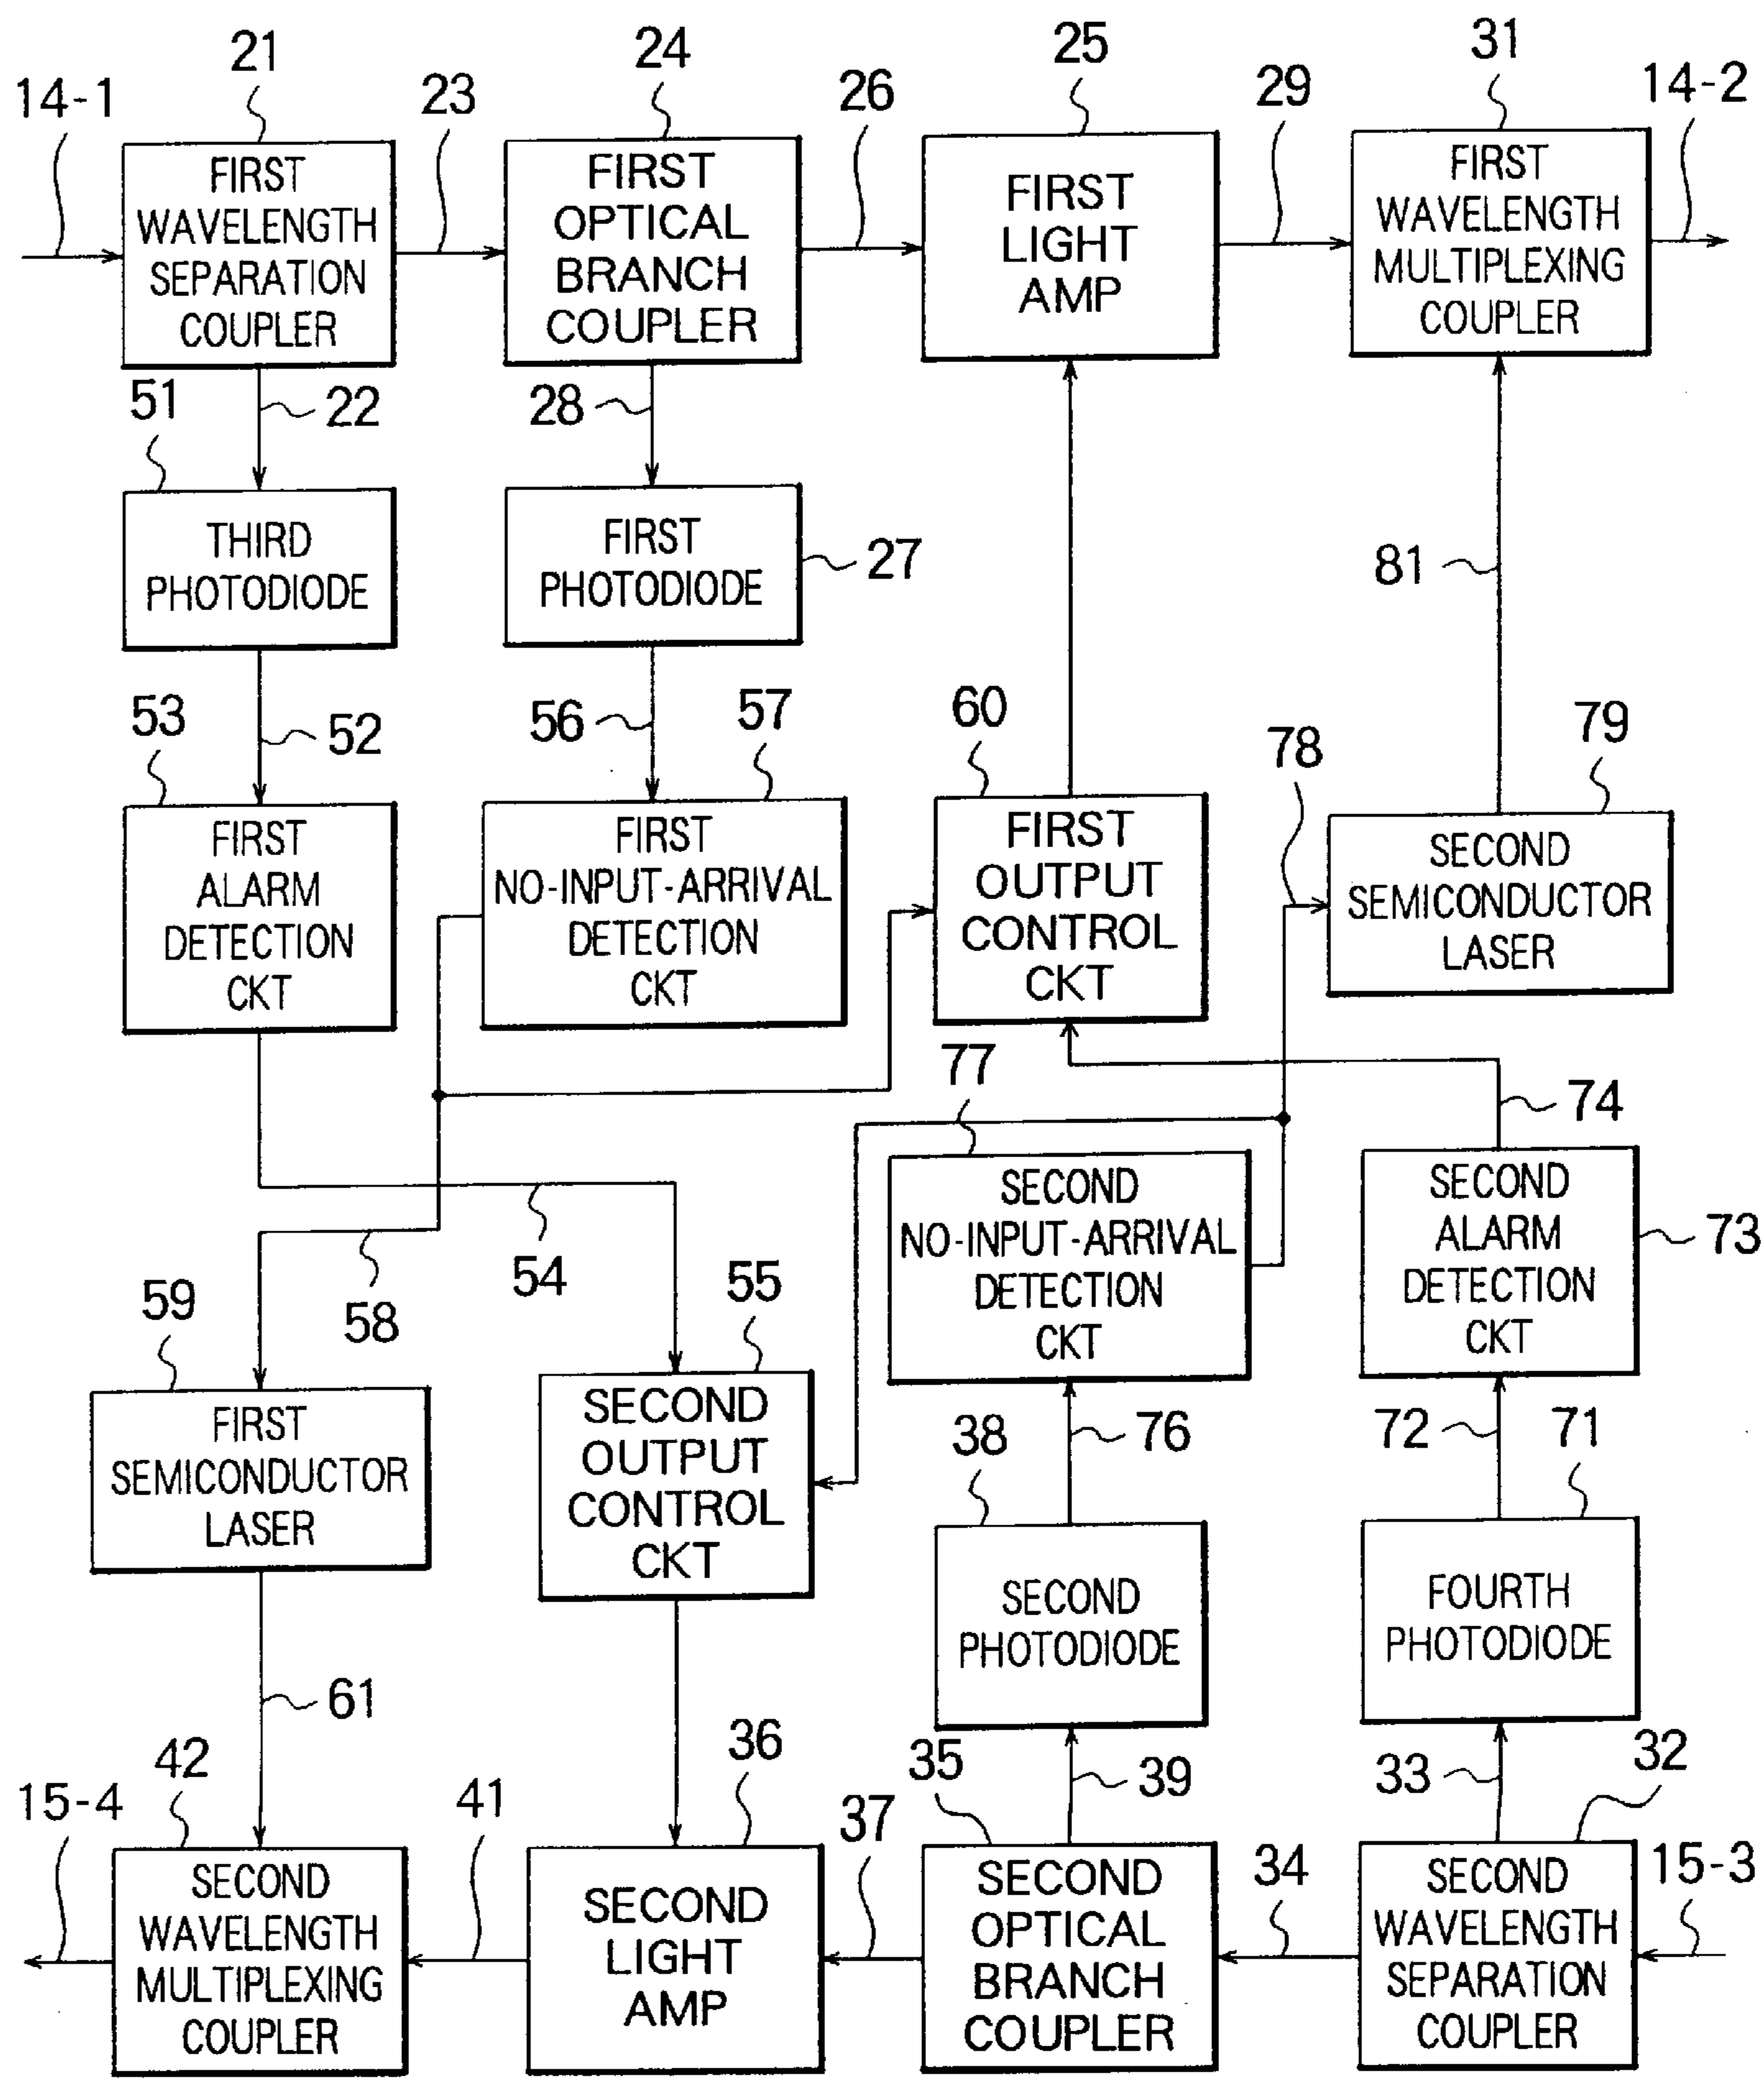 21
24
25
31
14-1
23
26
29
14-2
FIRST
WAVELENGTH
SEPARATION
COUPLER
FIRST
OPTICAL
BRANCH
COUPLER
FIRST
LIGHT
AMP
FIRST
WAVELENGTH
MULTIPLEXING
COUPLER
51
22
28
THIRD
PHOTODIODE
FIRST
PHOTODIODE
27
81
53
52
56
57
60
78
79
FIRST
ALARM
DETECTION
CKT
FIRST
NO-INPUT-ARRIVAL
DETECTION
CKT
FIRST
OUTPUT
CONTROL
CKT
SECOND
SEMICONDUCTOR
LASER
77
74
SECOND
NO-INPUT-ARRIVAL
DETECTION
CKT
SECOND
ALARM
DETECTION
CKT
73
59
58
54
55
FIRST
SEMICONDUCTOR
LASER
SECOND
OUTPUT
CONTROL
CKT
38
76
72
71
SECOND
PHOTODIODE
FOURTH
PHOTODIODE
61
15-4
42
41
36
37
35
39
34
33
32
15-3
SECOND
WAVELENGTH
MULTIPLEXING
COUPLER
SECOND
LIGHT
AMP
SECOND
OPTICAL
BRANCH
COUPLER
SECOND
WAVELENGTH
SEPARATION
COUPLER